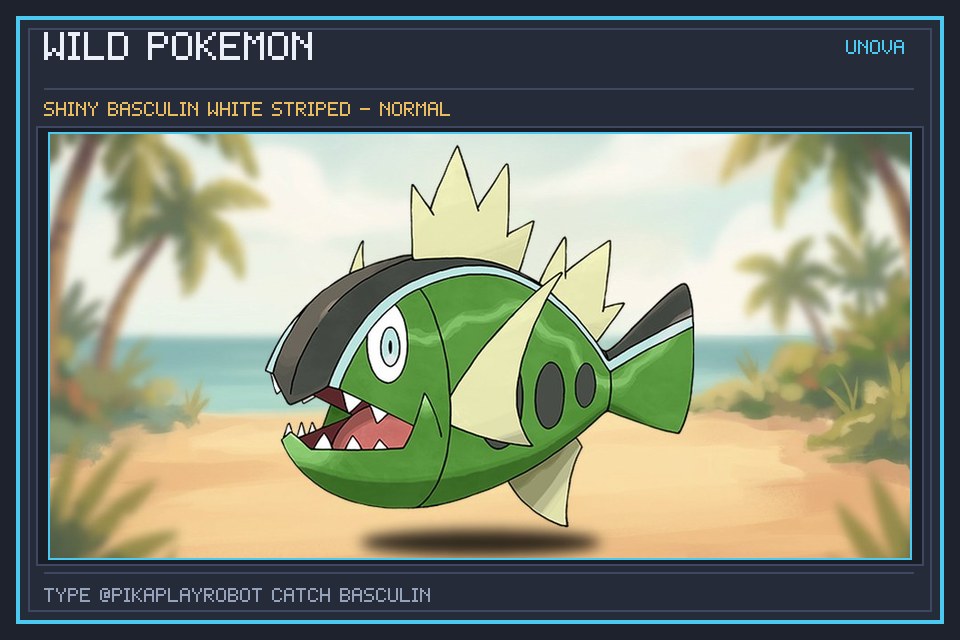 WILD POKEMON
UNOVA
SHINY BASCULIN WHITE STRIPED - NORMAL
TYPE @PIKAPLAYROBOT CATCH BASCULIN